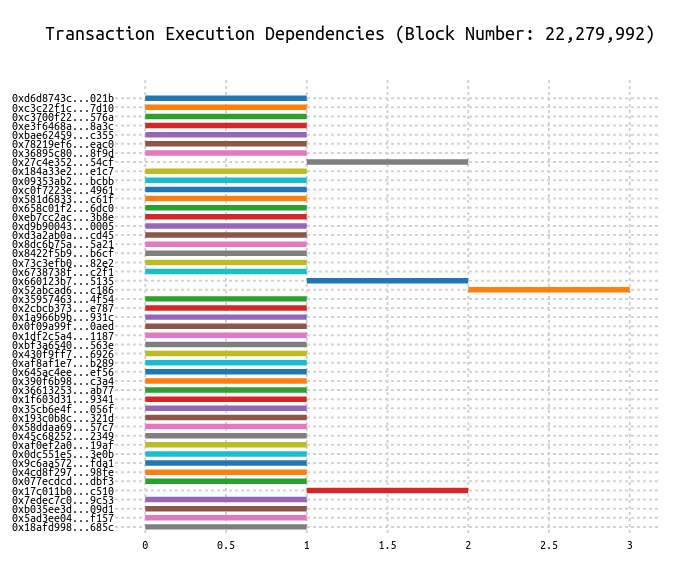 Transaction Execution Dependencies (Block Number: 22,279,992)
0xd6d8743c...021b
0xc3c22f1c...7d10
0xc3700f22...576a
0xe3f6468a...8a3c
0xbae62459...c355
0x78219ef6...eac0
0x36895c80...8f9d
0x27c4e352...54cf
0x184a33e2...e1c7
0x09353ab2...bcbb
0xc0f7223e...4961
0x581d6833...c61f
0x658c01f2...6dc0
0xeb7cc2ac...3b8e
0xd9b90043...0005
0xd3a2ab0a...cd45
0x8dc6b75a...5a21
0x8422f5b9...b6cf
0x73c3efb0...82e2
0x6738738f...c2f1
0x660123b7...5135
0x52abcad6...c186
0x35957463...4f54
0x2cbcb373...e787
0x1a966b9b...931c
0x0f09a99f...0aed
0x1df2c5a4...1187
0xbf3a6540...563e
0x430f9ff7...6926
0xaf8af1e7...b289
0x645ac4ee...ef56
0x390f6b98...c3a4
0x36613253...ab77
0x1f603d31...9341
0x35cb6e4f...056f
0x193c0b8c...321d
0x58ddaa69...57c7
0x45c68252...2349
0xaf0ef2a0...19af
0x0dc551e5...3e0b
0x9c6aa572...fda1
0x4cd8f297...98fe
0x077ecdcd...dbf3
0x17c011b0...c510
0x7edec7c0...9c53
0xb035ee3d...09d1
0x5ad3ee04...f157
0x18afd998...685c
0 0.5 1 1.5 2 2.5 3